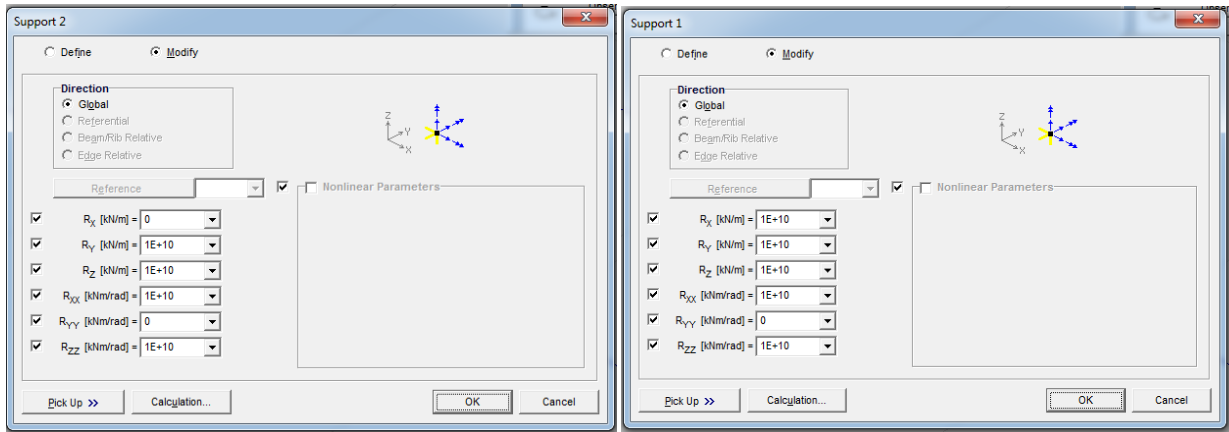 Support 2
Define Modify
Direction
Global
Referential
Beam/Rib Relative
Edge Relative
Z
Y
X
Reference
Nonlinear Parameters
RX [kN/m] = 0
RY [kN/m] = 1E+10
RZ [kN/m] = 1E+10
RXX [kNm/rad] = 1E+10
RYY [kNm/rad] = 0
RZZ [kNm/rad] = 1E+10
Pick Up >> Calculation... OK Cancel
Support 1
Define Modify
Direction
Global
Referential
Beam/Rib Relative
Edge Relative
Z
Y
X
Reference
Nonlinear Parameters
RX [kN/m] = 1E+10
RY [kN/m] = 1E+10
RZ [kN/m] = 1E+10
RXX [kNm/rad] = 1E+10
RYY [kNm/rad] = 0
RZZ [kNm/rad] = 1E+10
Pick Up >> Calculation... OK Cancel